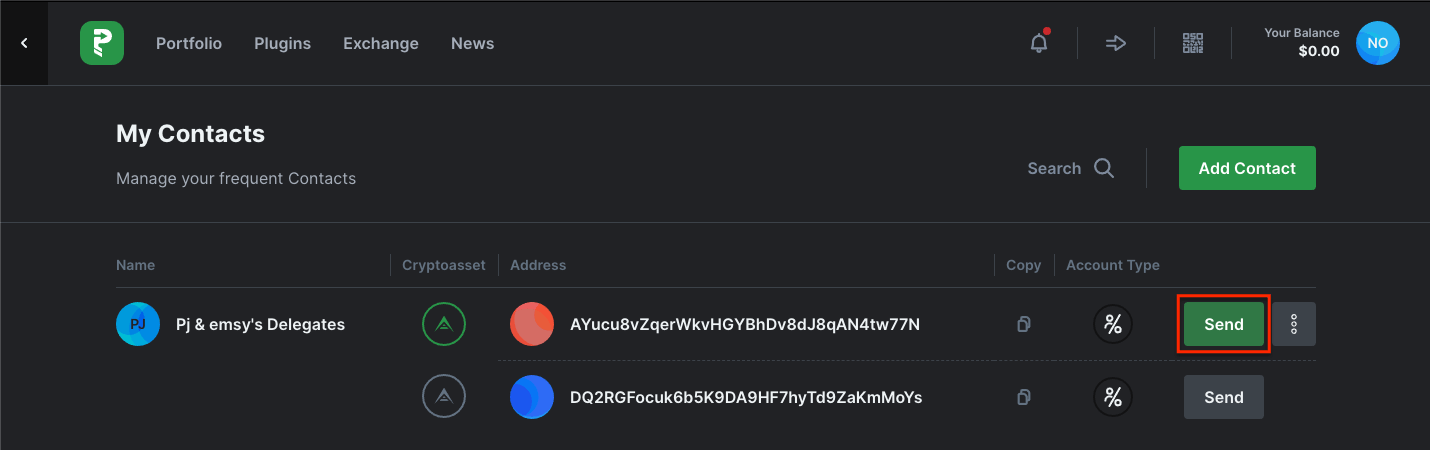 Portfolio Plugins Exchange News
Your Balance
$0.00
NO
My Contacts
Manage your frequent Contacts
Search
Add Contact
Name Cryptoasset Address Copy Account Type
PJ Pj & emsy's Delegates AYucu8vZqerWkvHGYBhDv8dJ8qAN4tw77N Send
DQ2RGFocuk6b5K9DA9HF7hyTd9ZaKmMoYs Send